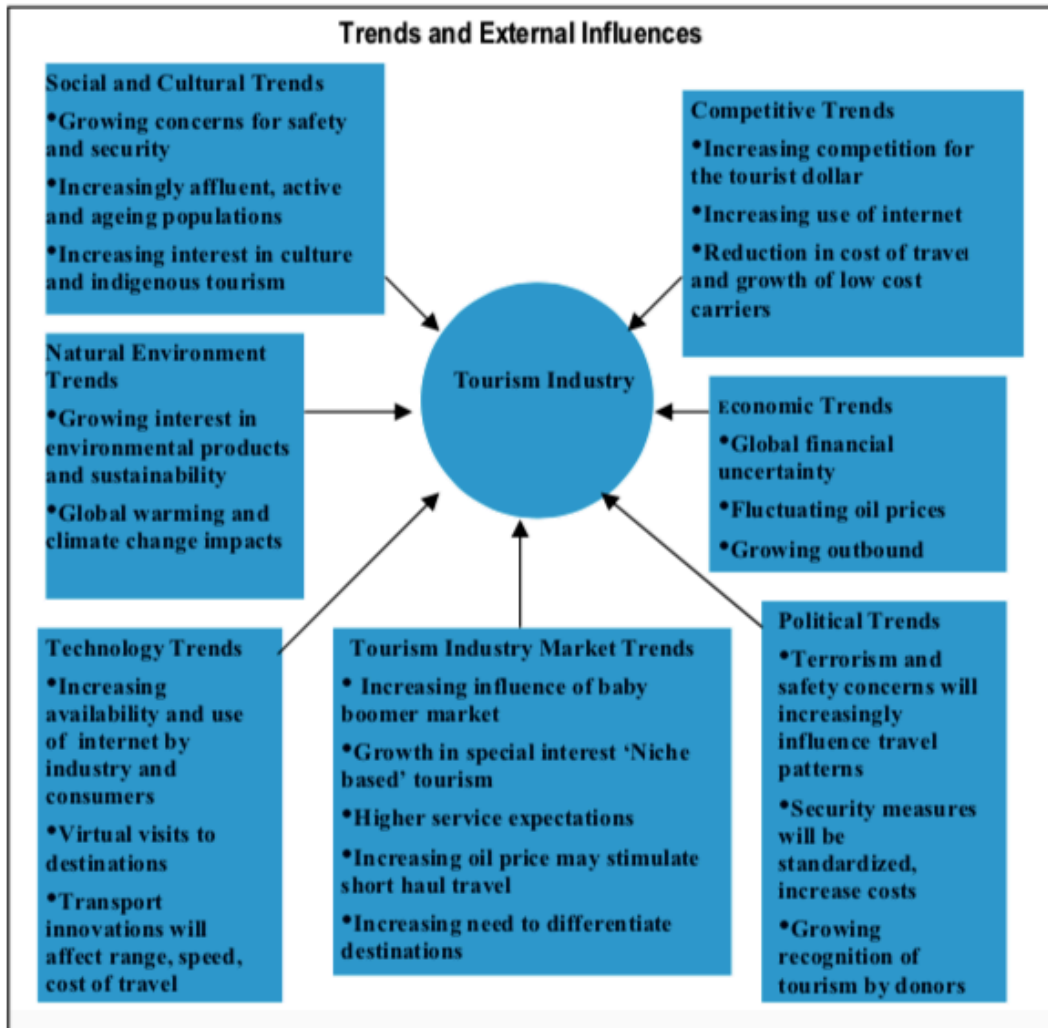 Trends and External Influences
Social and Cultural Trends
•Growing concerns for safety
and security
•Increasingly affluent, active
and ageing populations
•Increasing interest in culture
and indigenous tourism
Competitive Trends
•Increasing competition for
the tourist dollar
•Increasing use of internet
•Reduction in cost of travel
and growth of low cost
carriers
Natural Environment
Trends
•Growing interest in
environmental products
and sustainability
•Global warming and
climate change impacts
Tourism Industry
Economic Trends
•Global financial
uncertainty
•Fluctuating oil prices
•Growing outbound
Technology Trends
•Increasing
availability and use
of internet by
industry and
consumers
•Virtual visits to
destinations
•Transport
innovations will
affect range, speed,
cost of travel
Tourism Industry Market Trends
• Increasing influence of baby
boomer market
•Growth in special interest ‘Niche
based’ tourism
•Higher service expectations
•Increasing oil price may stimulate
short haul travel
•Increasing need to differentiate
destinations
Political Trends
•Terrorism and
safety concerns will
increasingly
influence travel
patterns
•Security measures
will be
standardized,
increase costs
•Growing
recognition of
tourism by donors